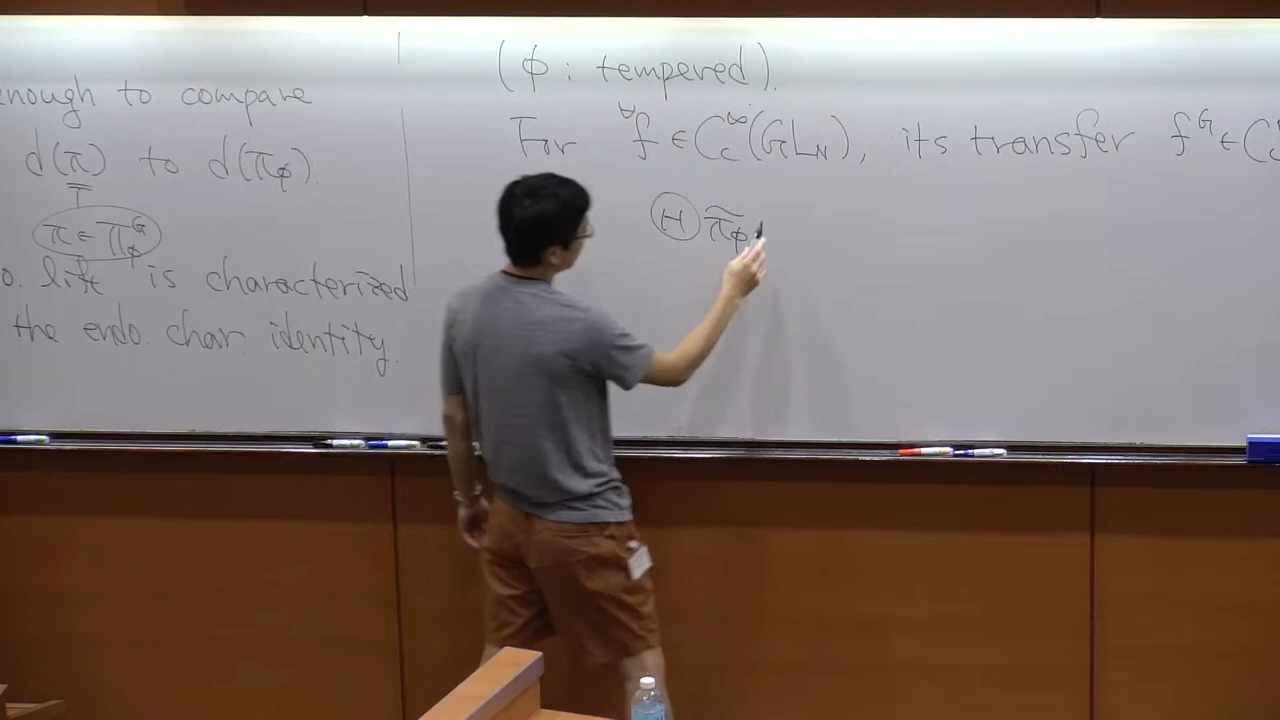 enough to compare
d(π) to d(π_φ).
π ∈ Π_φ^G
o. lift is characterized
the endo. char identity.
(φ : tempered).
For ∀f ∈ C_c^∞(GL_N), its transfer f^G ∈ C_c
Θ π̃_φ